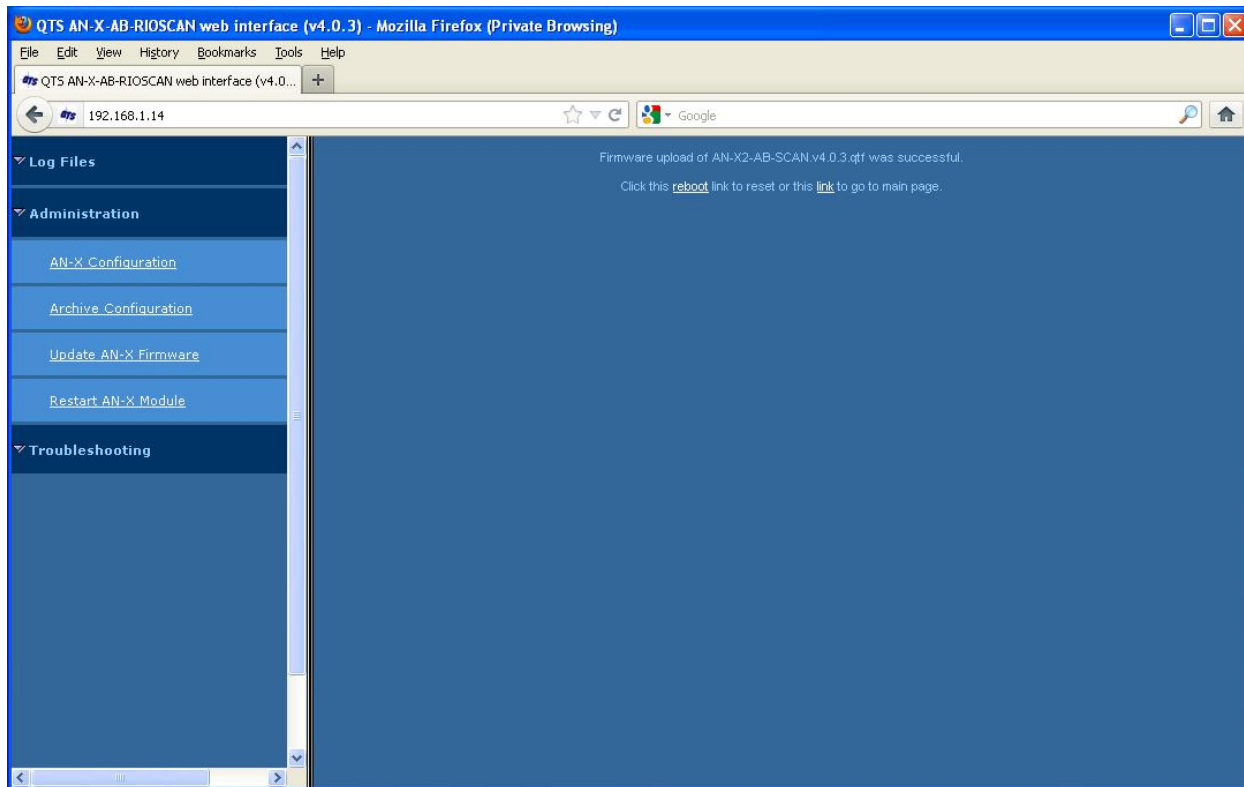 QTS AN-X-AB-RIOSCAN web interface (v4.0.3) - Mozilla Firefox (Private Browsing)
File Edit View History Bookmarks Tools Help
QTS QTS AN-X-AB-RIOSCAN web interface (v4.0... +
QTS 192.168.1.14 Google
Log Files
Administration
AN-X Configuration
Archive Configuration
Update AN-X Firmware
Restart AN-X Module
Troubleshooting
Firmware upload of AN-X2-AB-SCAN.v4.0.3.qtf was successful.
Click this reboot link to reset or this link to go to main page.